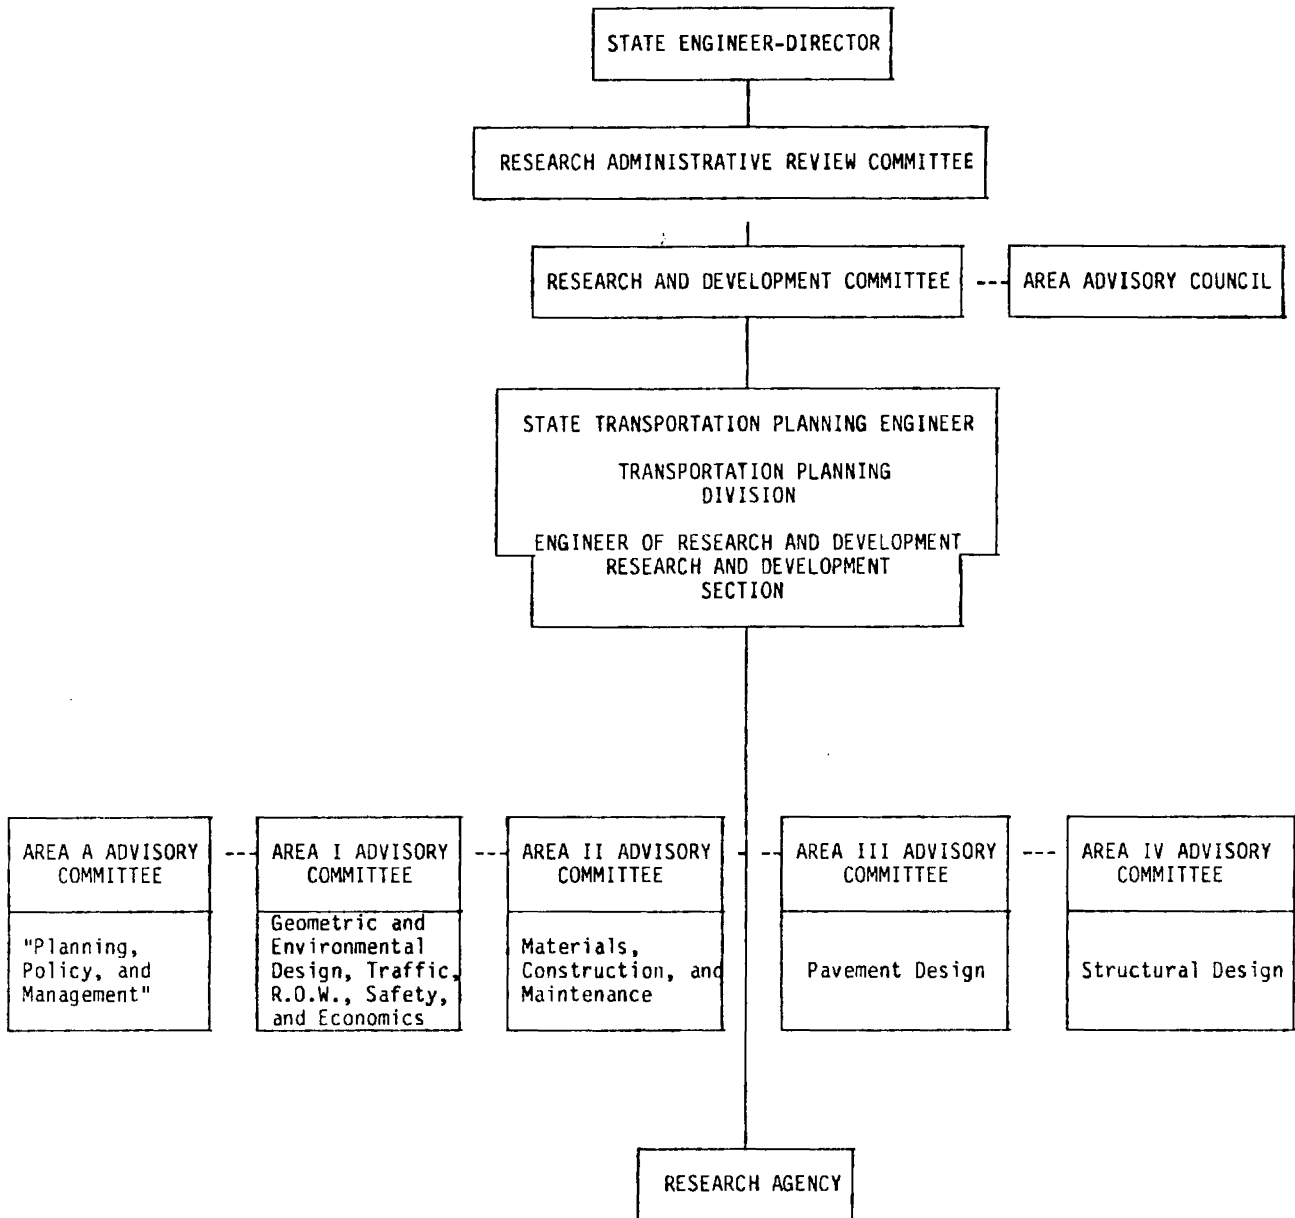 STATE ENGINEER-DIRECTOR
RESEARCH ADMINISTRATIVE REVIEW COMMITTEE
RESEARCH AND DEVELOPMENT COMMITTEE --- AREA ADVISORY COUNCIL
STATE TRANSPORTATION PLANNING ENGINEER
TRANSPORTATION PLANNING
DIVISION
ENGINEER OF RESEARCH AND DEVELOPMENT
RESEARCH AND DEVELOPMENT
SECTION
AREA A ADVISORY
COMMITTEE
"Planning,
Policy, and
Management"
AREA I ADVISORY
COMMITTEE
Geometric and
Environmental
Design, Traffic,
R.O.W., Safety,
and Economics
AREA II ADVISORY
COMMITTEE
Materials,
Construction, and
Maintenance
AREA III ADVISORY
COMMITTEE
Pavement Design
AREA IV ADVISORY
COMMITTEE
Structural Design
RESEARCH AGENCY